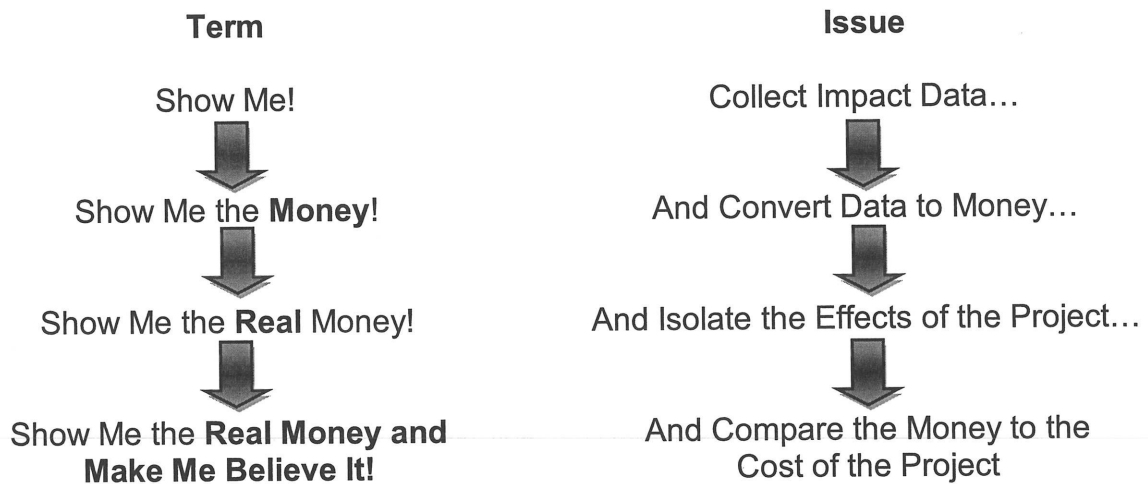 Term
Show Me!
Show Me the Money!
Show Me the Real Money!
Show Me the Real Money and
Make Me Believe It!
Issue
Collect Impact Data…
And Convert Data to Money…
And Isolate the Effects of the Project…
And Compare the Money to the
Cost of the Project